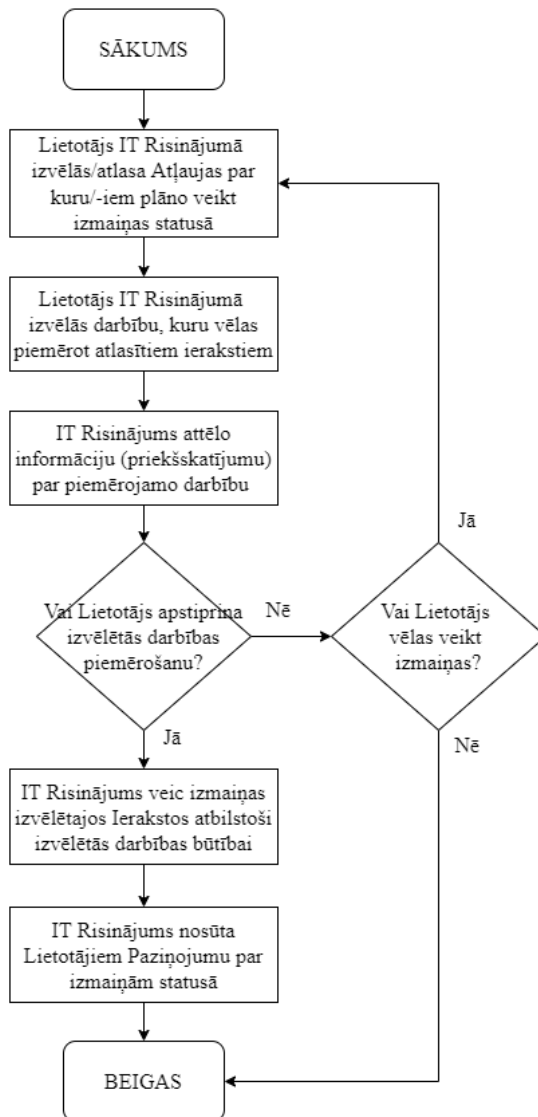 SĀKUMS
Lietotājs IT Risinājumā
izvēlās/atlasa Atļaujas par
kuru/-iem plāno veikt
izmaiņas statusā
Lietotājs IT Risinājumā
izvēlās darbību, kuru vēlas
piemērot atlasītiem ierakstiem
IT Risinājums attēlo
informāciju (priekšskatījumu)
par piemērojamo darbību
Vai Lietotājs apstiprina
izvēlētās darbības
piemērošanu?
Nē
Vai Lietotājs
vēlas veikt
izmaiņas?
Jā
Jā
Nē
IT Risinājums veic izmaiņas
izvēlētajos Ierakstos atbilstoši
izvēlētās darbības būtībai
IT Risinājums nosūta
Lietotājiem Paziņojumu par
izmaiņām statusā
BEIGAS